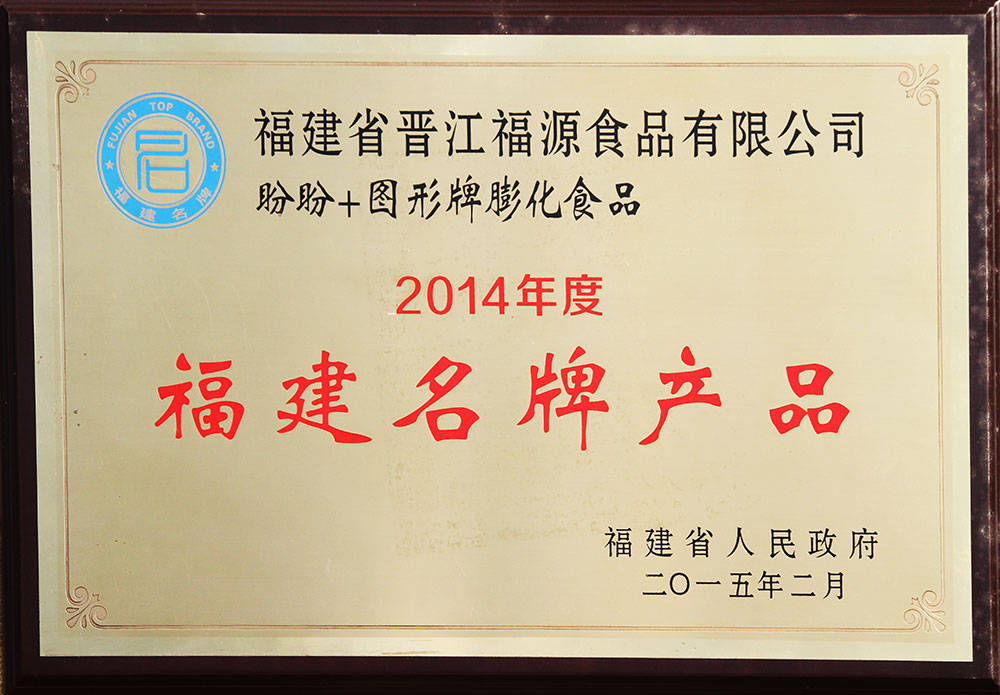 FUJIAN TOP BRAND
福建名牌
福建省晋江福源食品有限公司
盼盼+图形牌膨化食品
2014年度
福建名牌产品
福建省人民政府
二〇一五年二月